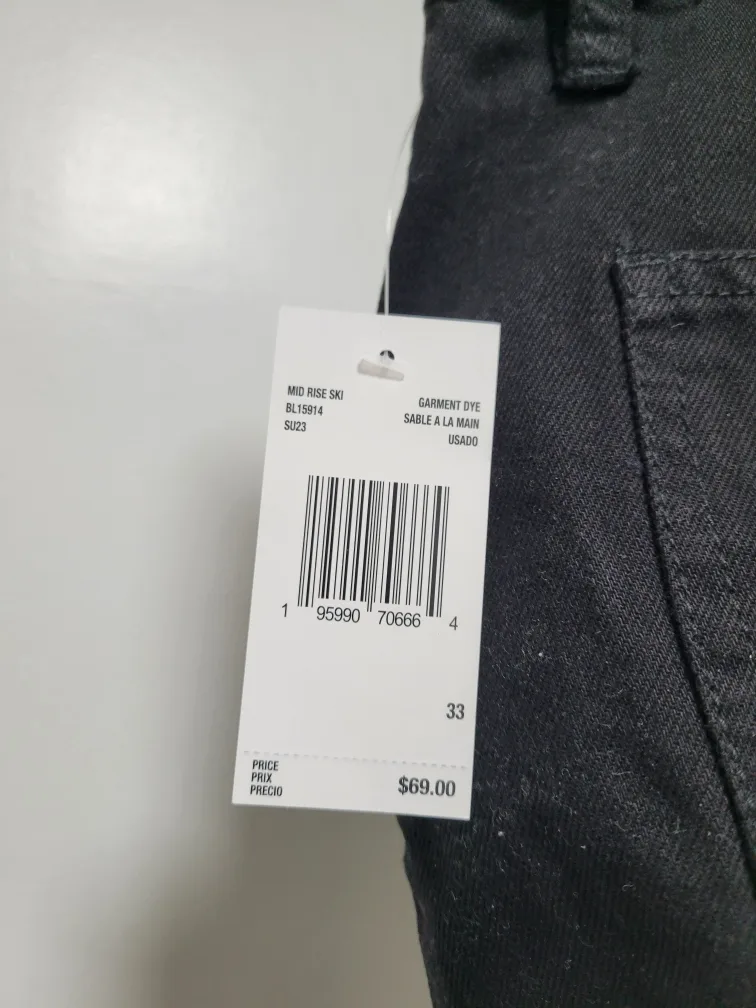 MID RISE SKI
BL15914
SU23
GARMENT DYE
SABLE A LA MAIN
USADO
1 95990 70666 4
33
PRICE
PRIX
PRECIO
$69.00